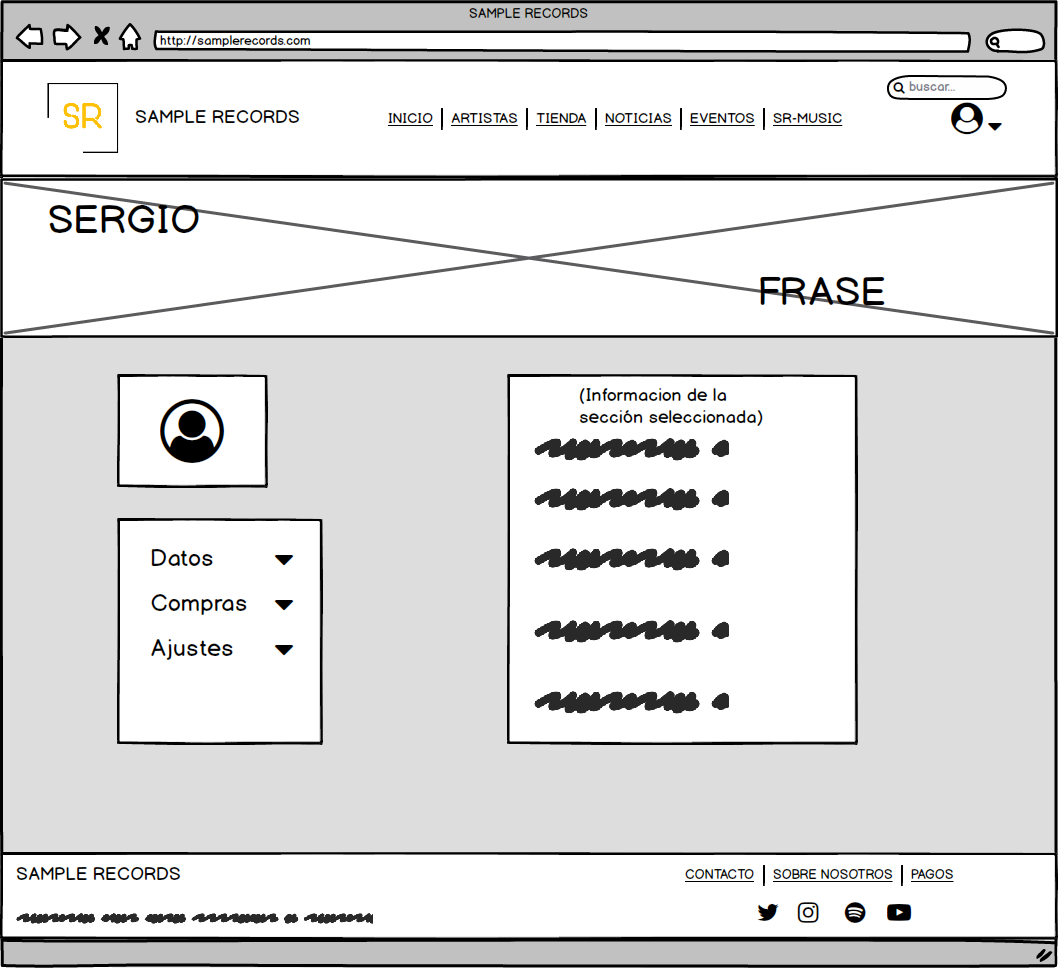 SAMPLE RECORDS
http://samplerecords.com
buscar...
SR
SAMPLE RECORDS
INICIO | ARTISTAS | TIENDA | NOTICIAS | EVENTOS | SR-MUSIC
SERGIO
FRASE
(Informacion de la
sección seleccionada)
Datos
Compras
Ajustes
SAMPLE RECORDS
CONTACTO | SOBRE NOSOTROS | PAGOS